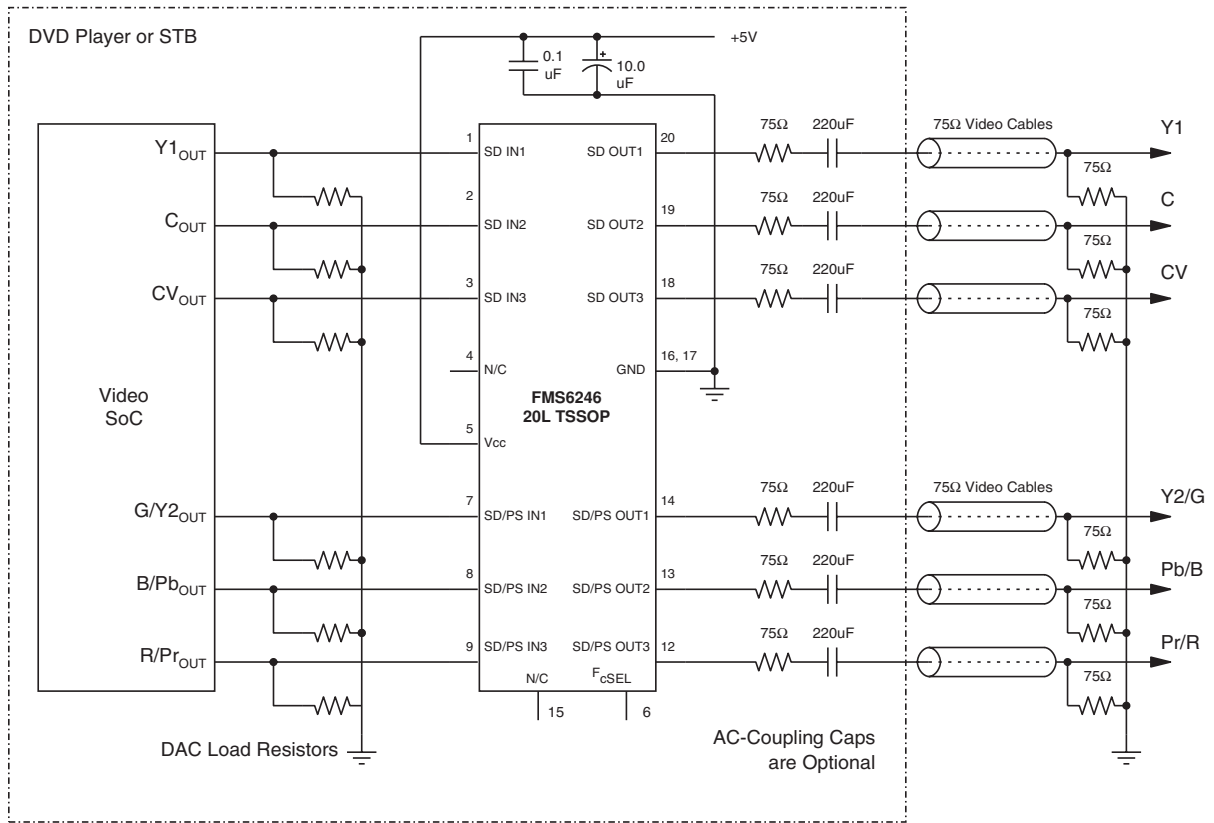 DVD Player or STB
+5V
0.1
uF
+
10.0
uF
Video
SoC
Y1OUT
COUT
CVOUT
G/Y2OUT
B/PbOUT
R/PrOUT
DAC Load Resistors
1
SD IN1
2
SD IN2
3
SD IN3
4
N/C
5
Vcc
7
SD/PS IN1
8
SD/PS IN2
9
SD/PS IN3
FMS6246
20L TSSOP
SD OUT1
20
SD OUT2
19
SD OUT3
18
GND
16, 17
SD/PS OUT1
14
SD/PS OUT2
13
SD/PS OUT3
12
N/C
15
FcSEL
6
75Ω 220uF
75Ω 220uF
75Ω 220uF
75Ω 220uF
75Ω 220uF
75Ω 220uF
AC-Coupling Caps
are Optional
75Ω Video Cables
Y1
75Ω
C
75Ω
CV
75Ω
75Ω Video Cables
Y2/G
75Ω
Pb/B
75Ω
Pr/R
75Ω